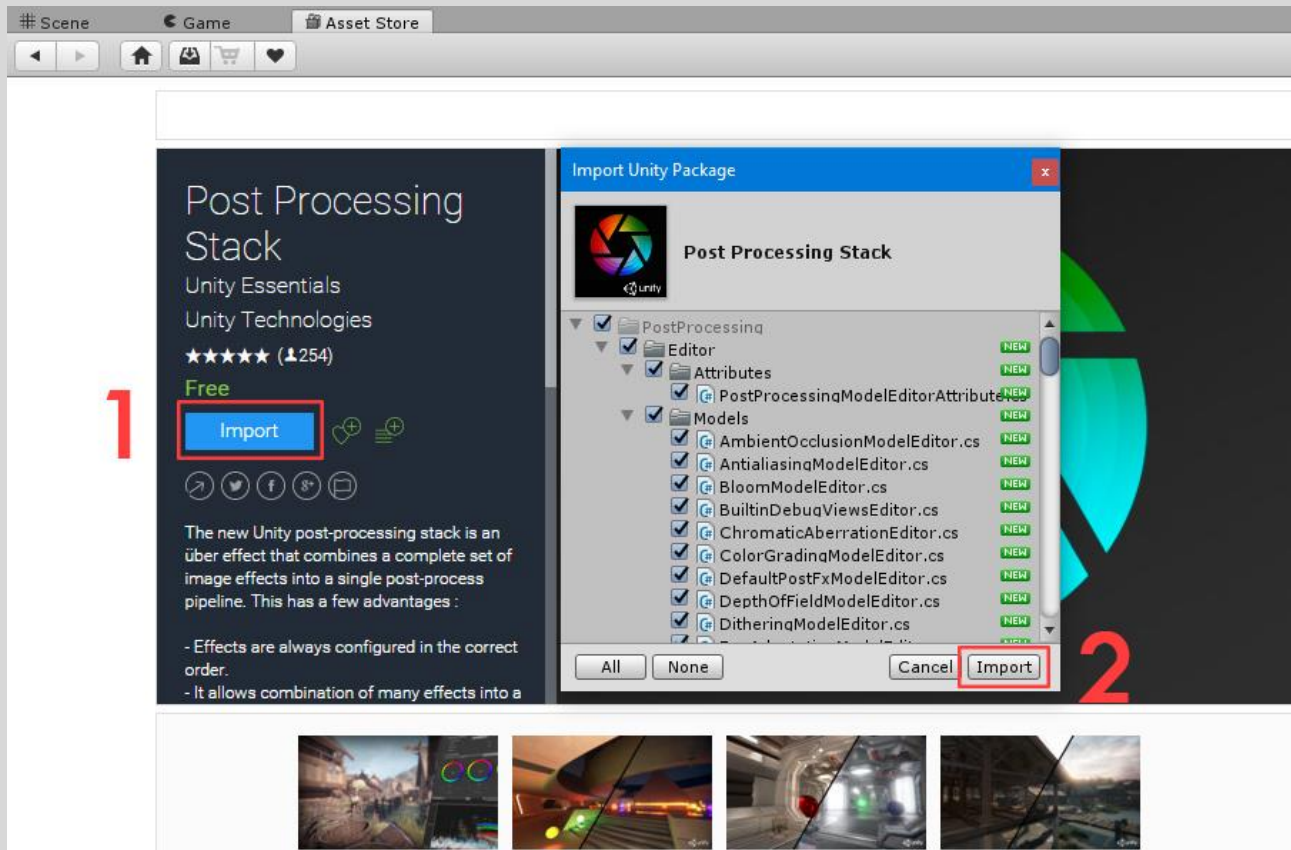 Scene Game Asset Store
Post Processing
Stack
Unity Essentials
Unity Technologies
★★★★★ (254)
Free
1
Import
The new Unity post-processing stack is an
über effect that combines a complete set of
image effects into a single post-process
pipeline. This has a few advantages :
- Effects are always configured in the correct
order.
- It allows combination of many effects into a
Import Unity Package
x
Post Processing Stack
unity
PostProcessing
Editor NEW
Attributes NEW
PostProcessingModelEditorAttribute.cs NEW
Models NEW
AmbientOcclusionModelEditor.cs NEW
AntialiasingModelEditor.cs NEW
BloomModelEditor.cs NEW
BuiltinDebugViewsEditor.cs NEW
ChromaticAberrationEditor.cs NEW
ColorGradingModelEditor.cs NEW
DefaultPostFxModelEditor.cs NEW
DepthOfFieldModelEditor.cs NEW
DitheringModelEditor.cs NEW
All None Cancel Import
2
unity
unity
unity